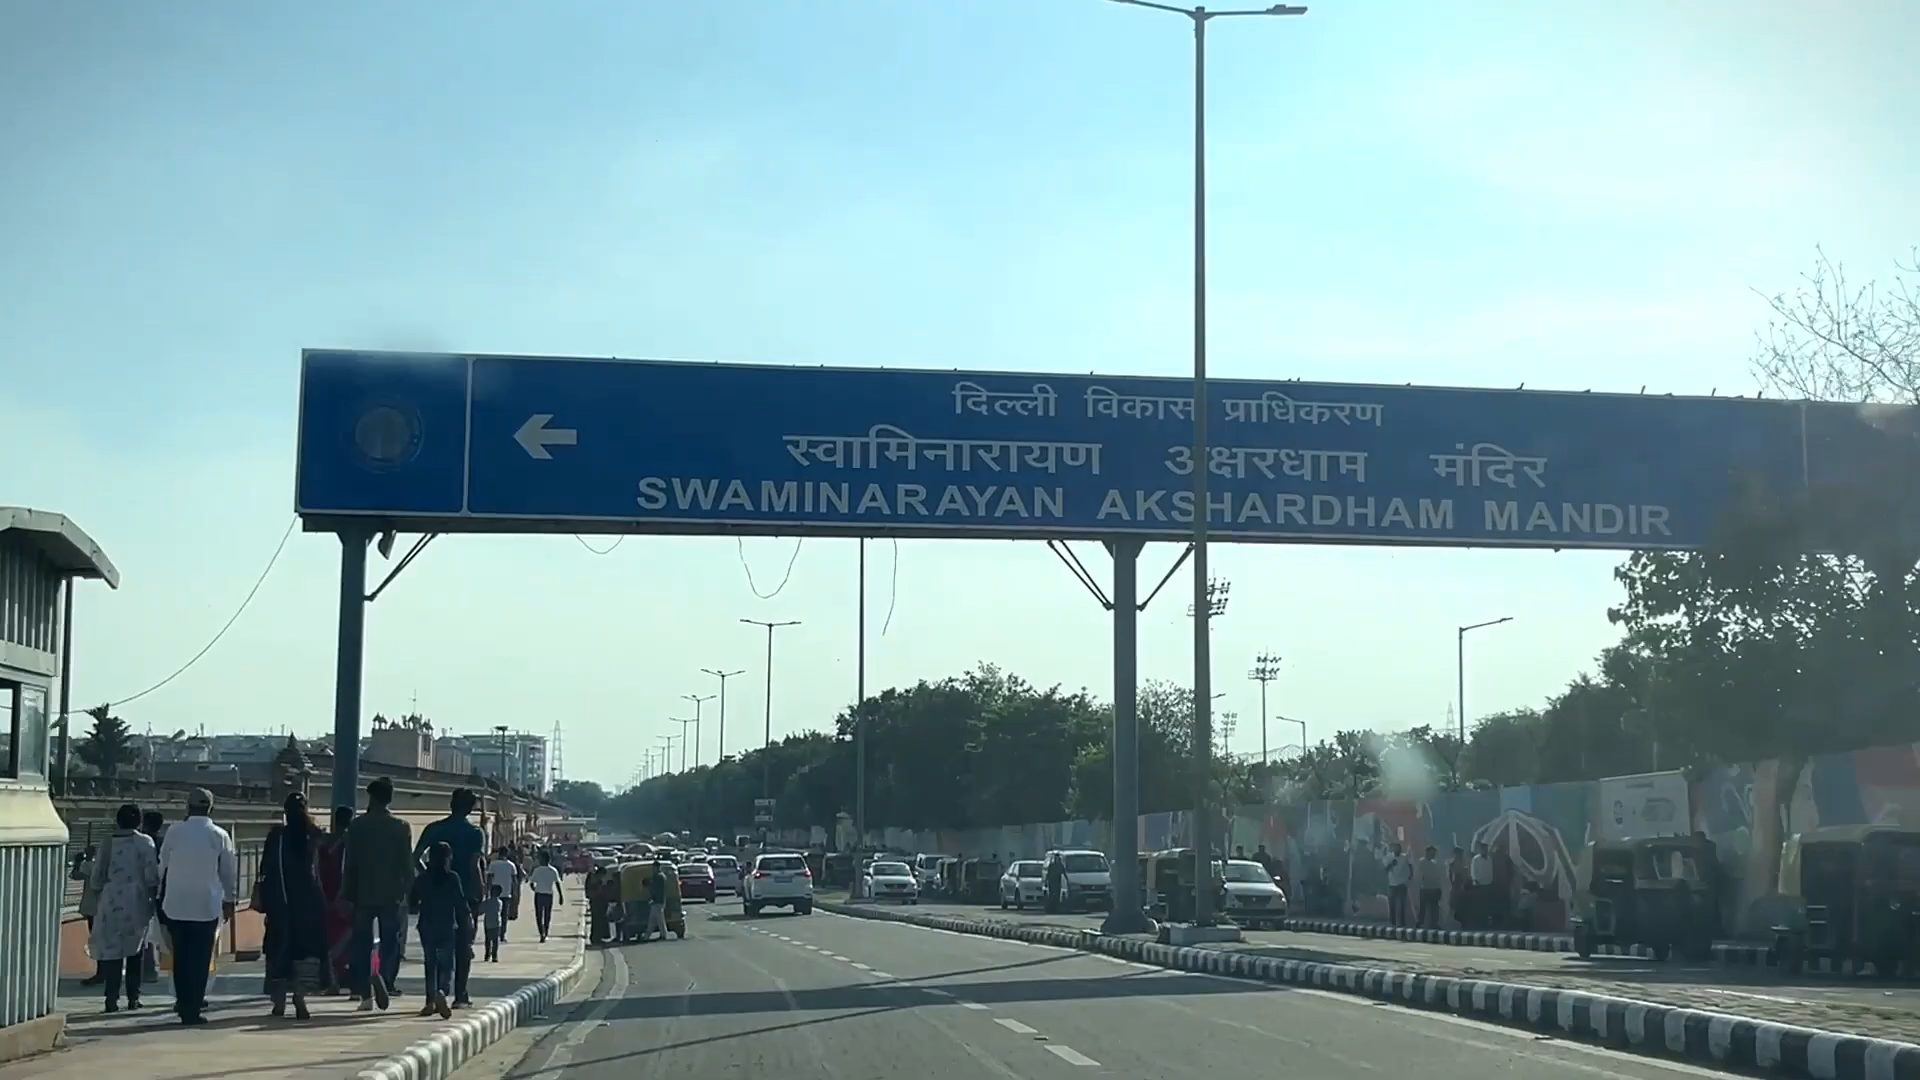 दिल्ली विकास प्राधिकरण
स्वामिनारायण अक्षरधाम मंदिर
SWAMINARAYAN AKSHARDHAM MANDIR